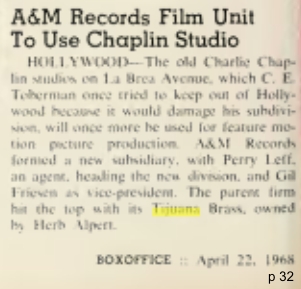 A&M Records Film Unit
To Use Chaplin Studio
HOLLYWOOD—The old Charlie Chap-
lin studios on La Brea Avenue, which C. E.
Toberman once tried to keep out of Holly-
wood because it would damage his subdivi-
sion, will once more be used for feature mo-
tion picture production. A&M Records
formed a new subsidiary, with Perry Leff,
an agent, heading the new division, and Gil
Friesen as vice-president. The parent firm
hit the top with its Tijuana Brass, owned
by Herb Alpert.
BOXOFFICE :: April 22, 1968
p 32